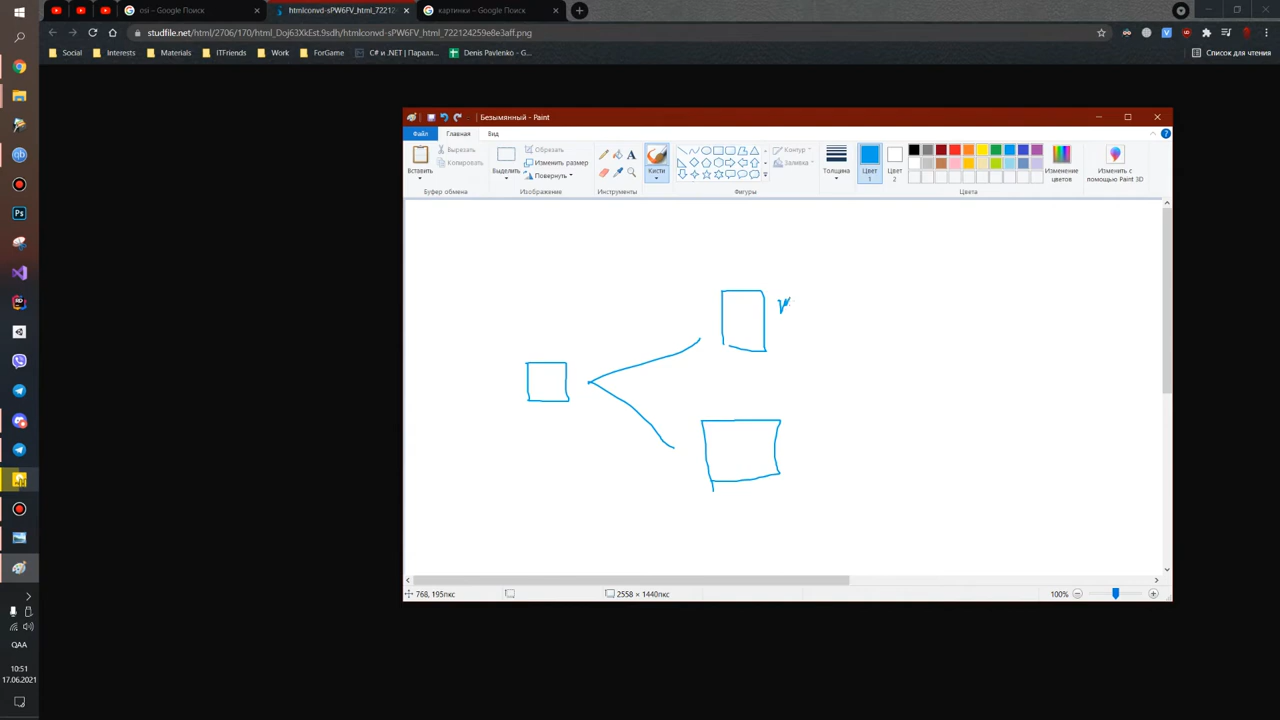 osi – Google Поиск
htmlconvd-sPW6FV_html_72212
картинки – Google Поиск
studfile.net/2706/170/html_Doj63XkEst.9sdh/htmlconvd-sPW6FV_html_722124259e8e3aff.png
Social
Interests
Materials
ITFriends
Work
ForGame
C# и .NET | Паралл...
Denis Pavlenko – G...
Список для чтения
Безымянный - Paint
Файл
Главная
Вид
Вставить
Вырезать
Копировать
Буфер обмена
Выделить
Обрезать
Изменить размер
Повернуть
Изображение
A
Инструменты
Кисти
Контур
Заливка
Фигуры
Толщина
Цвет 1
Цвет 2
Цвета
Изменение цветов
Изменить с помощью Paint 3D
768, 195пкс
2558 × 1440пкс
100%
Ps
QAA
10:51
17.06.2021